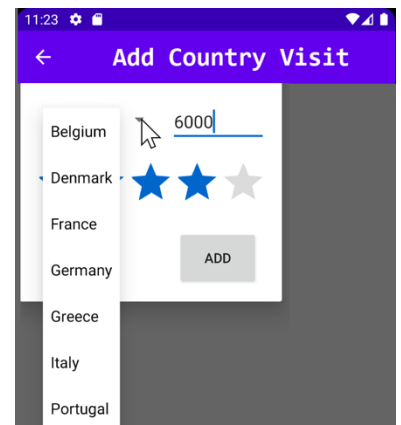 11:23
Add Country Visit
6000
Belgium
Denmark
France
Germany
ADD
Greece
Italy
Portugal